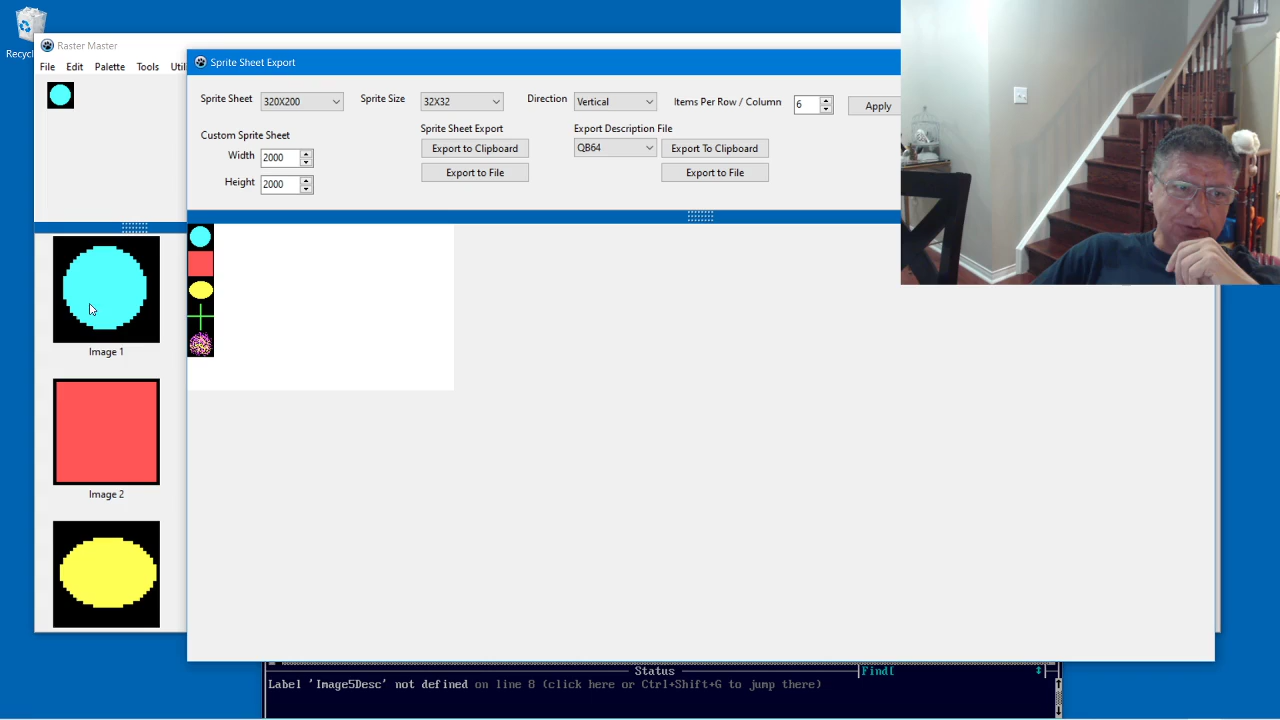 Recycl
Raster Master
File Edit Palette Tools Util
Sprite Sheet Export
Sprite Sheet 320X200 Sprite Size 32X32 Direction Vertical Items Per Row / Column 6 Apply
Custom Sprite Sheet
Width 2000
Height 2000
Sprite Sheet Export
Export to Clipboard
Export to File
Export Description File
QB64 Export To Clipboard
Export to File
Image 1
Image 2
Status Find[
Label 'Image5Desc' not defined on line 8 (click here or Ctrl+Shift+G to jump there)